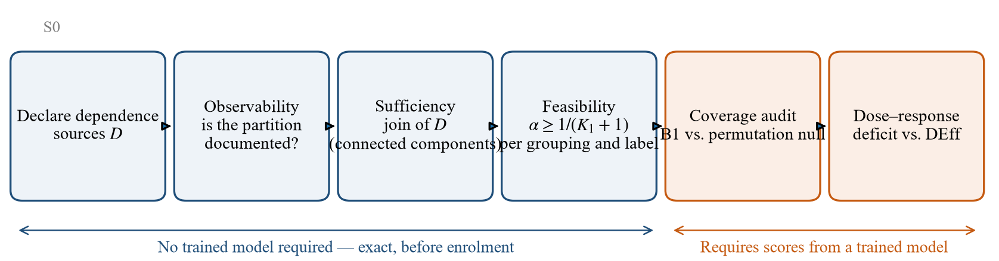 S0
Declare dependence
sources D
Observability
is the partition
documented?
Sufficiency
join of D
(connected components)
Feasibility
α ≥ 1/(K₁ + 1)
per grouping and label
Coverage audit
B1 vs. permutation null
Dose–response
deficit vs. DEff
No trained model required — exact, before enrolment
Requires scores from a trained model